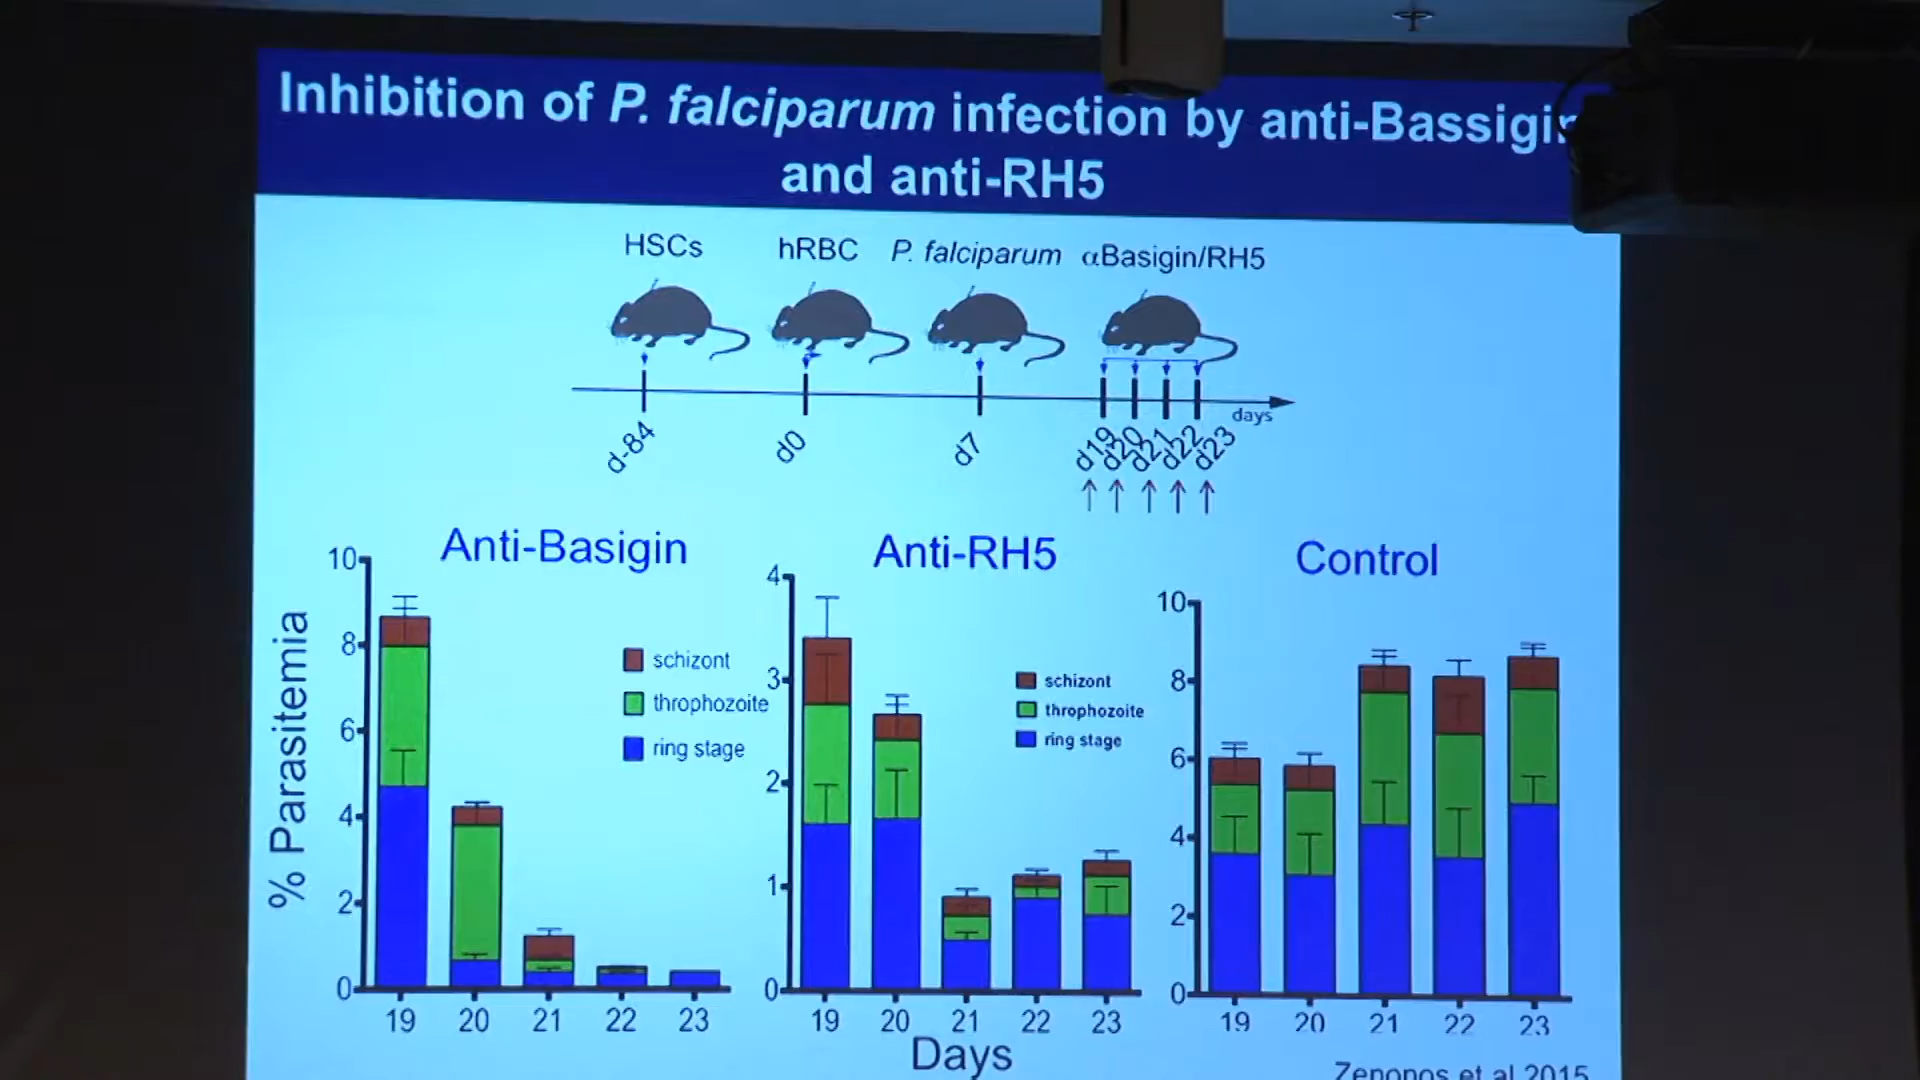 Inhibition of P. falciparum infection by anti-Bassigin
and anti-RH5
HSCs hRBC P. falciparum αBasigin/RH5
days
d-84 d0 d7 d19 d20 d21 d22 d23
Anti-Basigin
10
8
6
4
2
0
% Parasitemia
schizont
throphozoite
ring stage
19 20 21 22 23
Anti-RH5
4
3
2
1
0
schizont
throphozoite
ring stage
19 20 21 22 23
Control
10
8
6
4
2
0
19 20 21 22 23
Days
Zenonos et al 2015